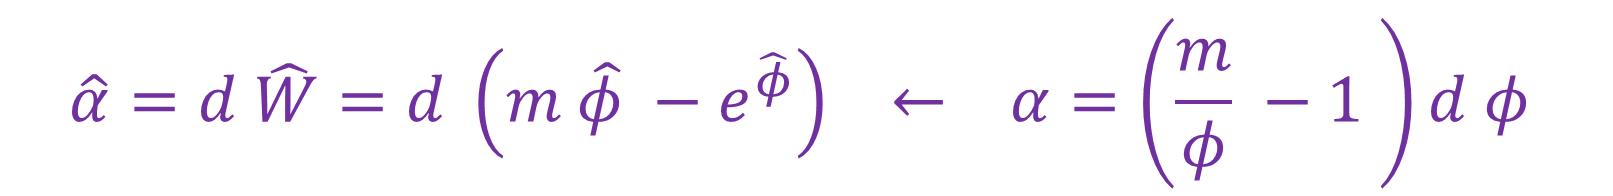 α̂ = d Ŵ = d (m ϕ̂ − e^ϕ̂) ← α = (m/ϕ − 1) d ϕ